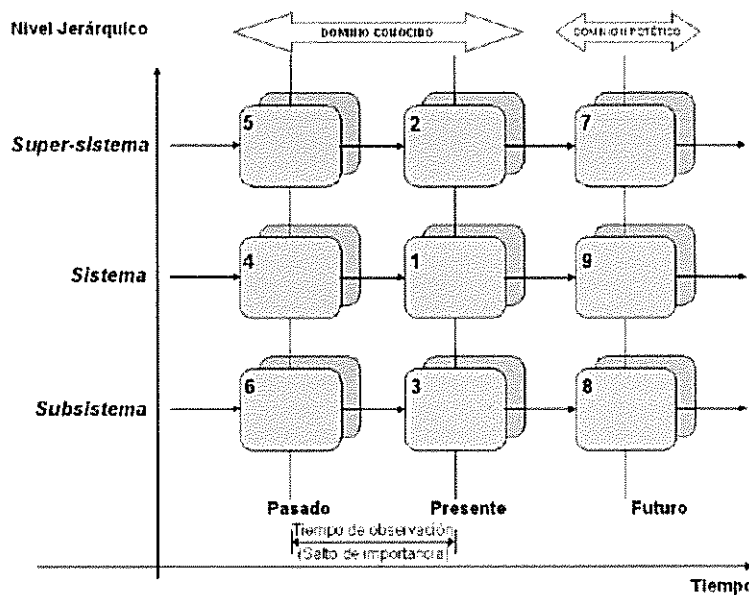 Nivel Jerárquico
DOMINIO CONOCIDO
DOMINIO HIPOTÉTICO
Super-sistema
5
2
7
Sistema
4
1
9
Subsistema
6
3
8
Pasado
Presente
Futuro
Tiempo de observación
(Salto de importancia)
Tiempo